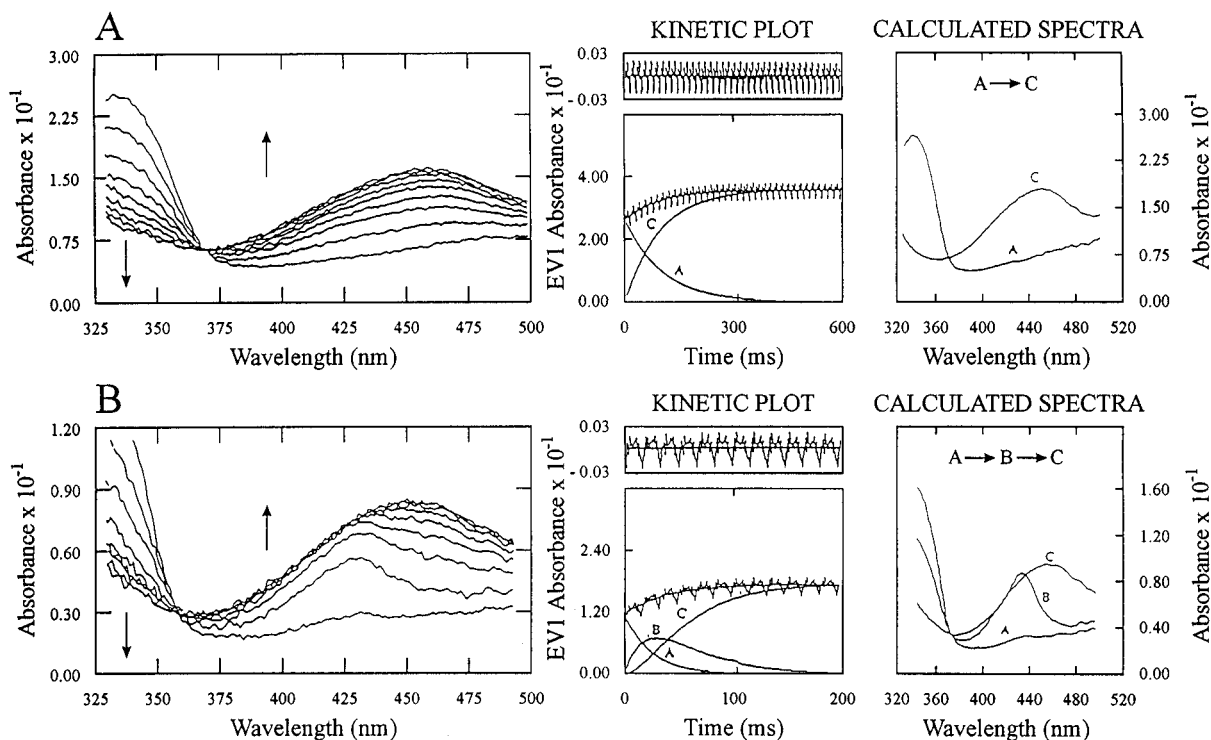 A
KINETIC PLOT
CALCULATED SPECTRA
3.00
2.25
1.50
0.75
0.00
Absorbance x 10-1
325 350 375 400 425 450 475 500
Wavelength (nm)
0.03
-0.03
4.00
2.00
0.00
EV1 Absorbance x 10-1
C
A
0 300 600
Time (ms)
A → C
C
A
3.00
2.25
1.50
0.75
0.00
Absorbance x 10-1
320 360 400 440 480 520
Wavelength (nm)
B
KINETIC PLOT
CALCULATED SPECTRA
1.20
0.90
0.60
0.30
0.00
Absorbance x 10-1
325 350 375 400 425 450 475 500
Wavelength (nm)
0.03
-0.03
2.40
1.20
0.00
EV1 Absorbance x 10-1
C
B
A
0 100 200
Time (ms)
A → B → C
C
B
A
1.60
1.20
0.80
0.40
0.00
Absorbance x 10-1
320 360 400 440 480 520
Wavelength (nm)